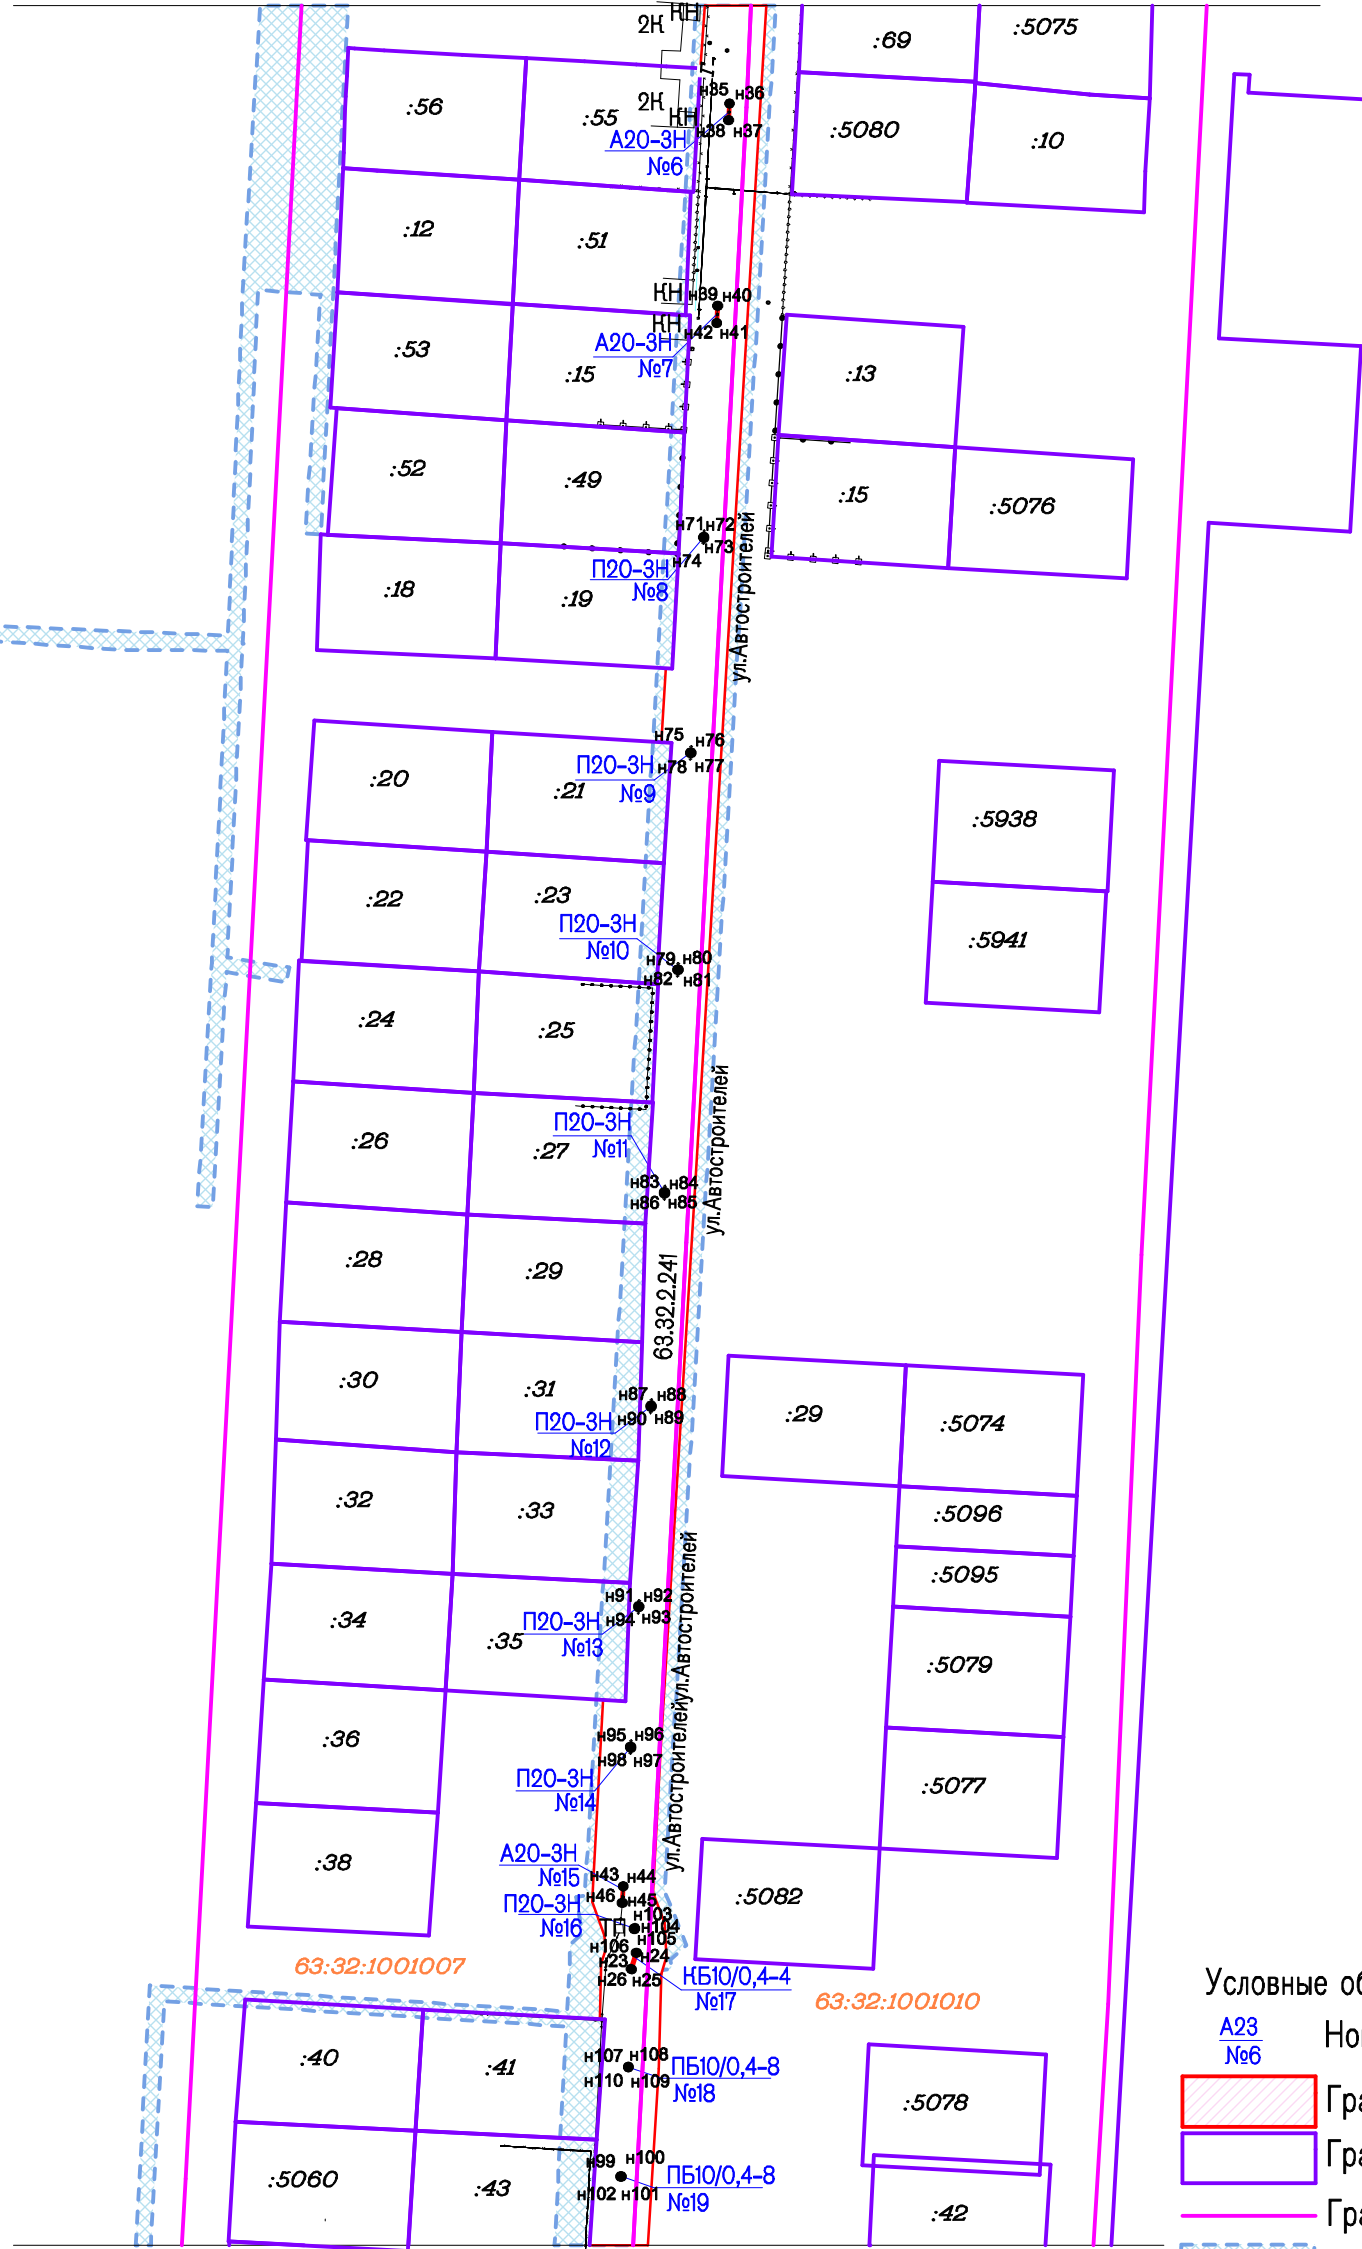 КН
2К
:69
:5075
:56
:55
2К
КН
н35 н36
н38 н37
:5080
:10
А20-3Н
№6
:12
:51
КН
н39 н40
КН
н42 н41
А20-3Н
№7
:53
:15
:13
:52
:49
:15
:5076
н71 н72
н73
н74
П20-3Н
№8
ул.Автостроителей
:18
:19
н75 н76
н78 н77
П20-3Н
№9
:20
:21
:5938
:22
:23
П20-3Н
№10
н79 н80
н82 н81
:5941
:24
:25
ул.Автостроителей
П20-3Н
№11
:26
:27
н83 н84
н86 н85
:28
:29
63.32.2.241
:30
:31
н87 н88
н90 н89
П20-3Н
№12
:29
:5074
:32
:33
:5096
ул.Автостроителей
:5095
н91 н92
н94 н93
П20-3Н
№13
:34
:35
:5079
:36
н95 н96
н98 н97
П20-3Н
№14
ул.Автостроителей
:5077
:38
А20-3Н
№15
н43 н44
н46 н45
П20-3Н
№16
:5082
н103
ТП
н104
н105
н106
н23 н24
н26 н25
63:32:1001007
КБ10/0,4-4
№17
63:32:1001010
Условные об
А23
№6
Но
:40
:41
н107 н108
н110 н109
ПБ10/0,4-8
№18
:5078
Гра
Гра
:5060
:43
н99 н100
н102 н101
ПБ10/0,4-8
№19
:42
Гра